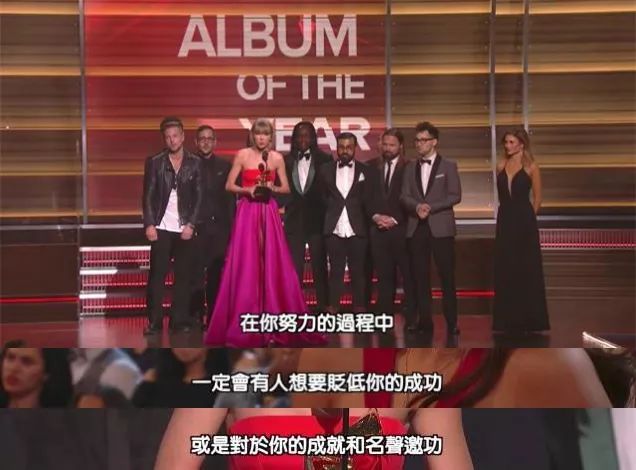 ALBUM
OF THE
YEAR
在你努力的過程中
一定會有人想要貶低你的成功
或是對於你的成就和名聲邀功